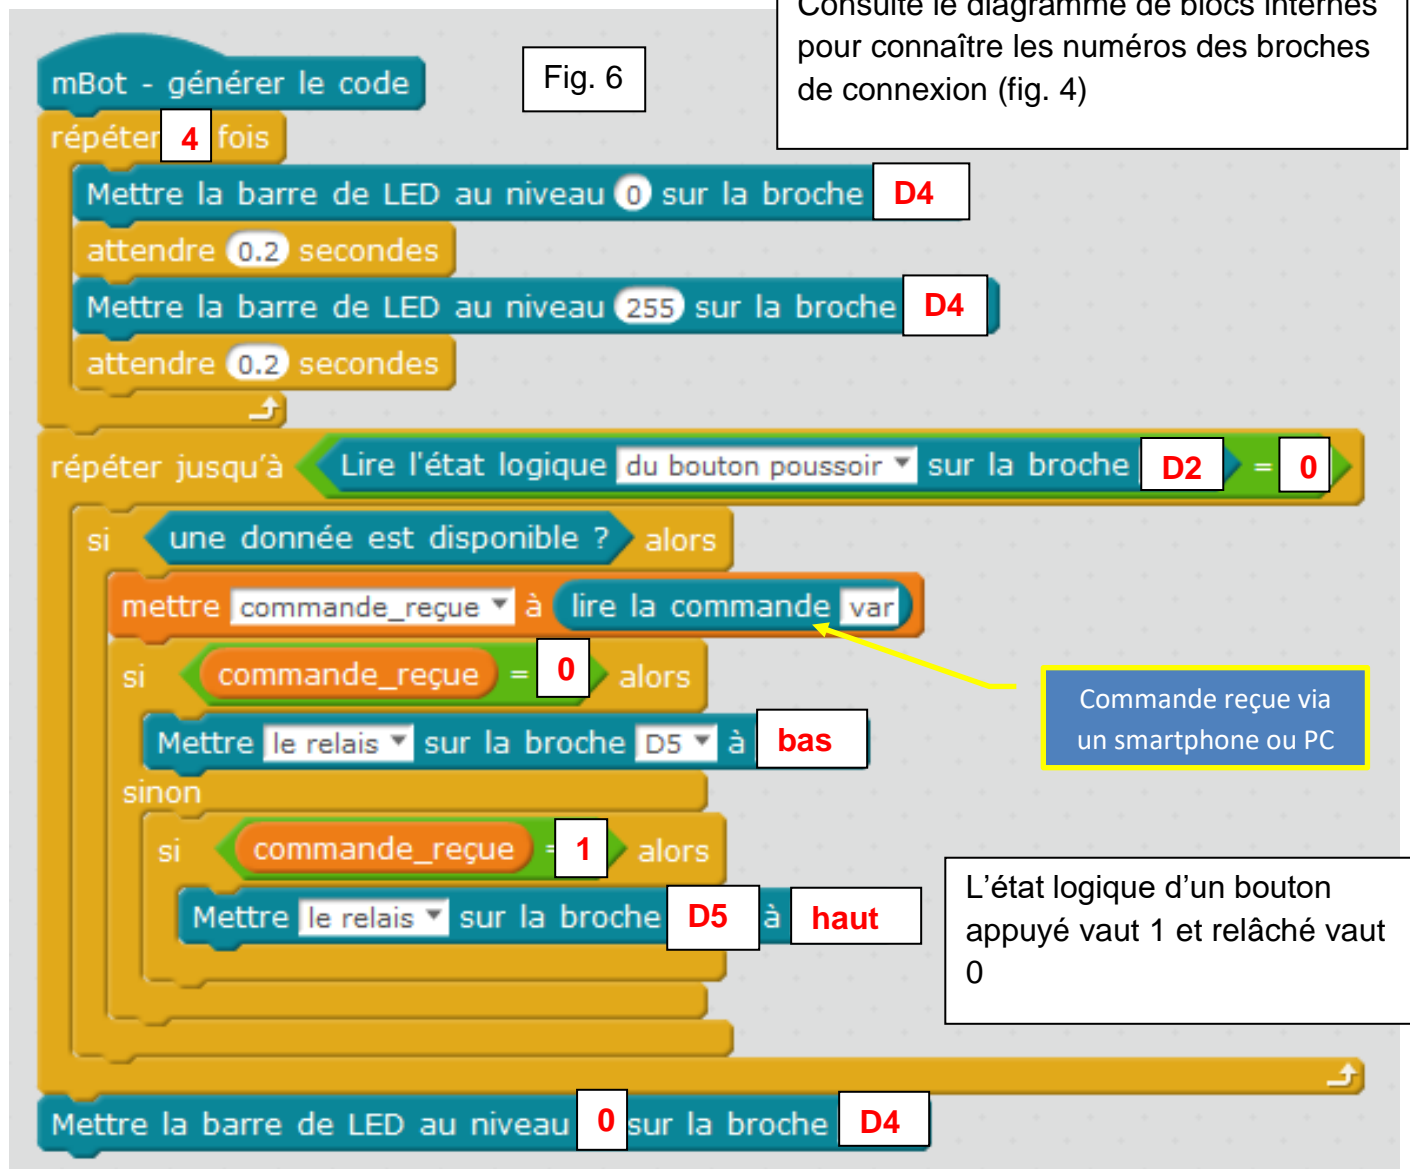 Consulte le diagramme de blocs internes
pour connaître les numéros des broches
de connexion (fig. 4)
Fig. 6
mBot - générer le code
répéter 4 fois
Mettre la barre de LED au niveau 0 sur la broche D4
attendre 0.2 secondes
Mettre la barre de LED au niveau 255 sur la broche D4
attendre 0.2 secondes
répéter jusqu'à Lire l'état logique du bouton poussoir sur la broche D2 = 0
si une donnée est disponible ? alors
mettre commande_reçue à lire la commande var
si commande_reçue = 0 alors
Mettre le relais sur la broche D5 à bas
sinon
si commande_reçue = 1 alors
Mettre le relais sur la broche D5 à haut
Commande reçue via
un smartphone ou PC
L'état logique d'un bouton
appuyé vaut 1 et relâché vaut
0
Mettre la barre de LED au niveau 0 sur la broche D4